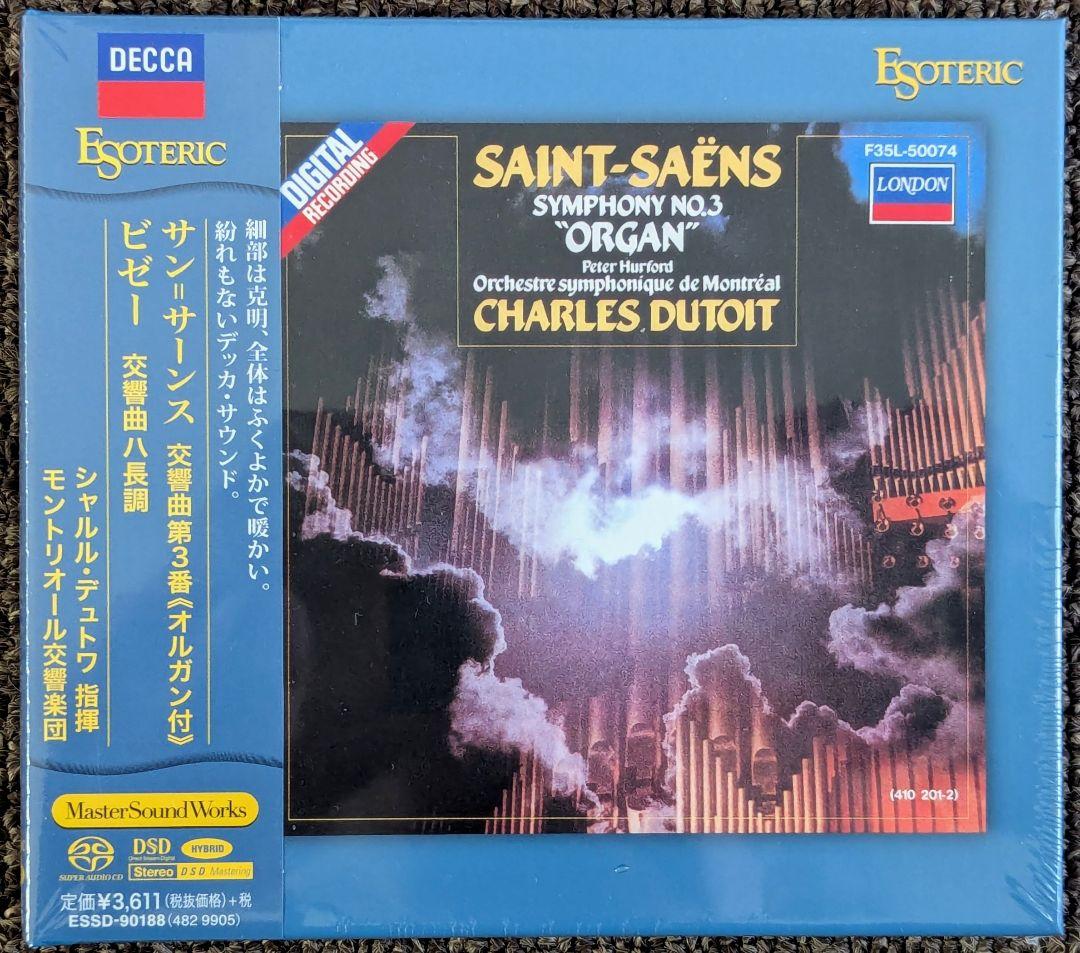 DECCA
ESOTERIC
細部は克明、全体はふくよかで暖かい。
紛れもないデッカ・サウンド。
サン=サーンス 交響曲第3番《オルガン付》
ビゼー 交響曲ハ長調
シャルル・デュトワ 指揮
モントリオール交響楽団
MasterSoundWorks
SUPER AUDIO CD
DSD
Direct Stream Digital
HYBRID
Stereo DSD Mastering
定価¥3,611(税抜価格)+税
ESSD-90188 (482 9905)
ESOTERIC
DIGITAL
RECORDING
SAINT-SAËNS
SYMPHONY NO.3
"ORGAN"
Peter Hurford
Orchestre symphonique de Montréal
CHARLES DUTOIT
F35L-50074
LONDON
(410 201-2)